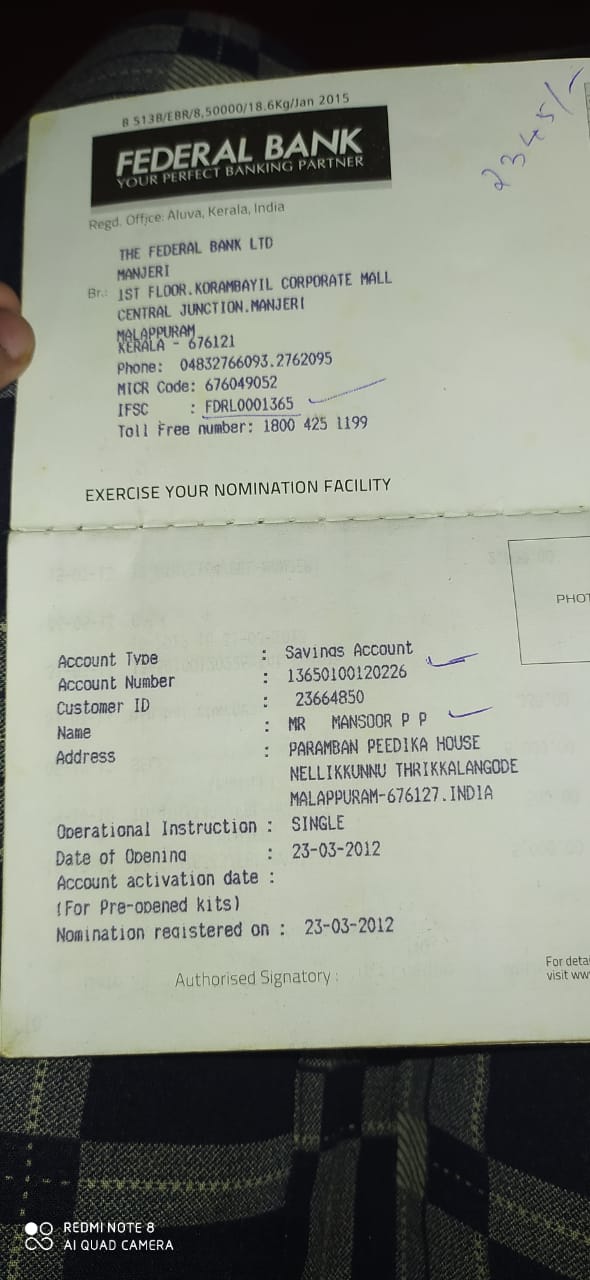 B 513B/EBR/8,50000/18.6Kg/Jan 2015
2345/-
FEDERAL BANK
YOUR PERFECT BANKING PARTNER
Regd. Office: Aluva, Kerala, India
THE FEDERAL BANK LTD
MANJERI
Br.: 1ST FLOOR.KORAMBAYIL CORPORATE MALL
CENTRAL JUNCTION.MANJERI
MALAPPURAM
KERALA - 676121
Phone: 04832766093.2762095
MICR Code: 676049052
IFSC : FDRL0001365
Toll Free number: 1800 425 1199
EXERCISE YOUR NOMINATION FACILITY
PHOT
Account Type : Savings Account
Account Number : 13650100120226
Customer ID : 23664850
Name : MR MANSOOR P P
Address : PARAMBAN PEEDIKA HOUSE
NELLIKKUNNU THRIKKALANGODE
MALAPPURAM-676127.INDIA
Operational Instruction : SINGLE
Date of Opening : 23-03-2012
Account activation date :
(For Pre-opened kits)
Nomination registered on : 23-03-2012
Authorised Signatory :
For deta
visit ww
REDMI NOTE 8
AI QUAD CAMERA